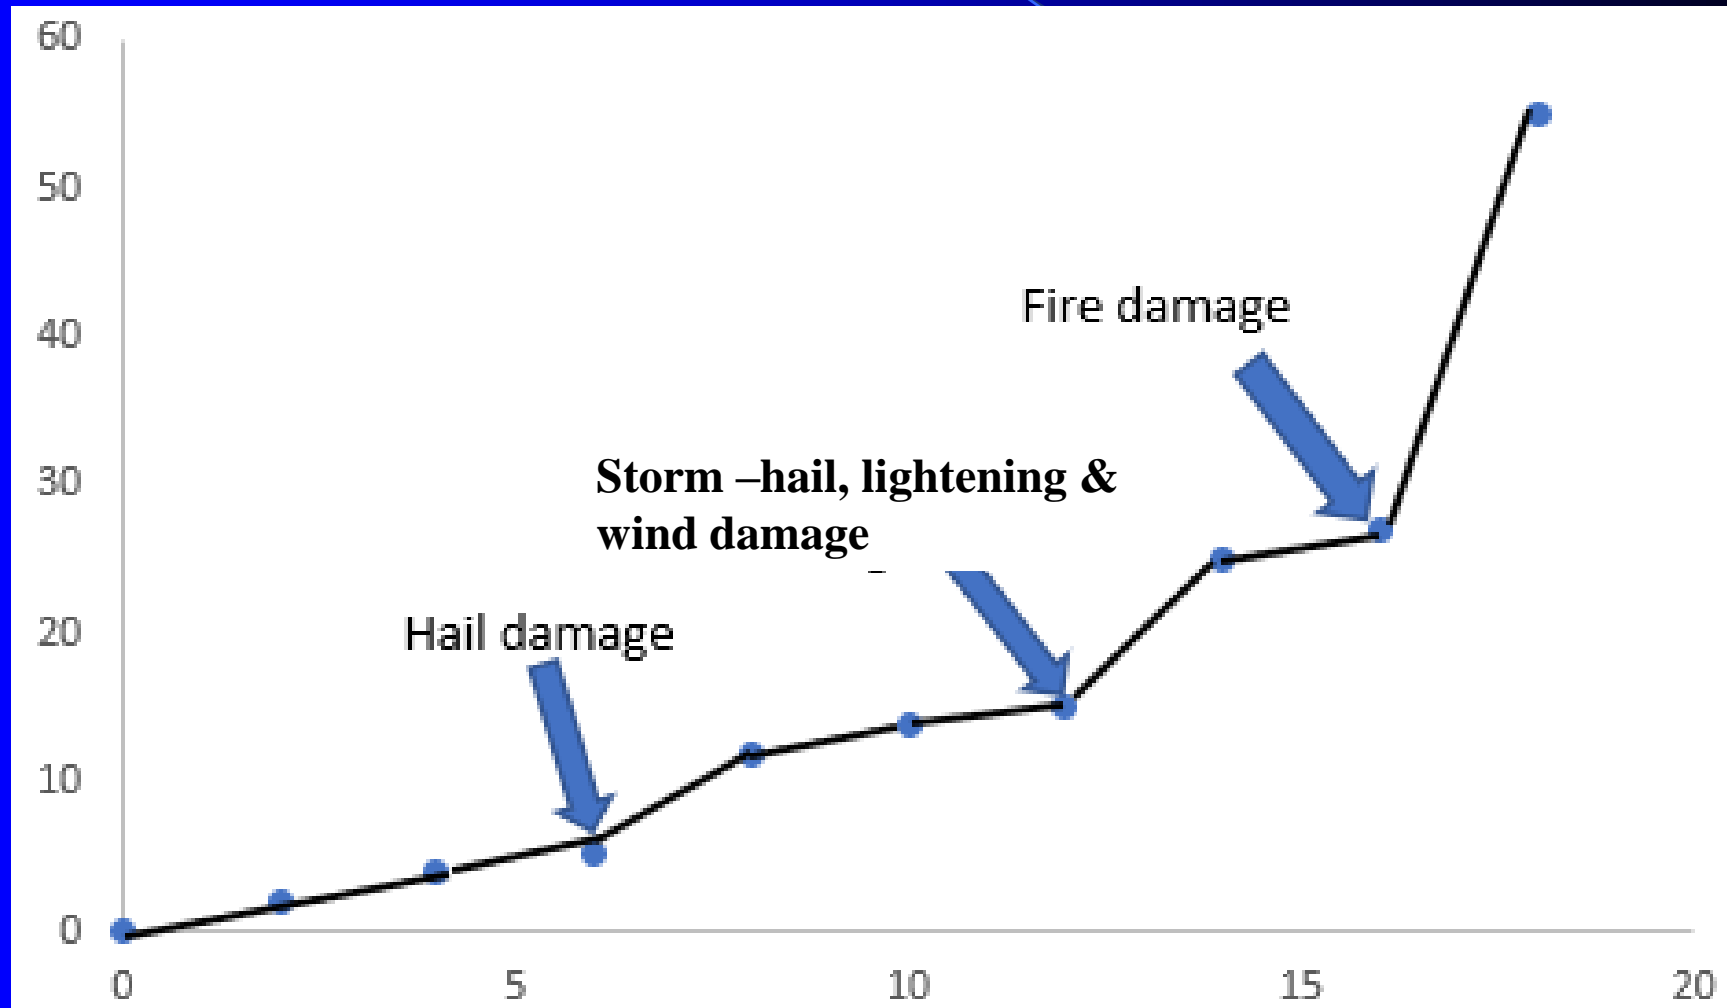 60
50
40
Fire damage
30
Storm –hail, lightening &
wind damage
20
Hail damage
10
0
0 5 10 15 20